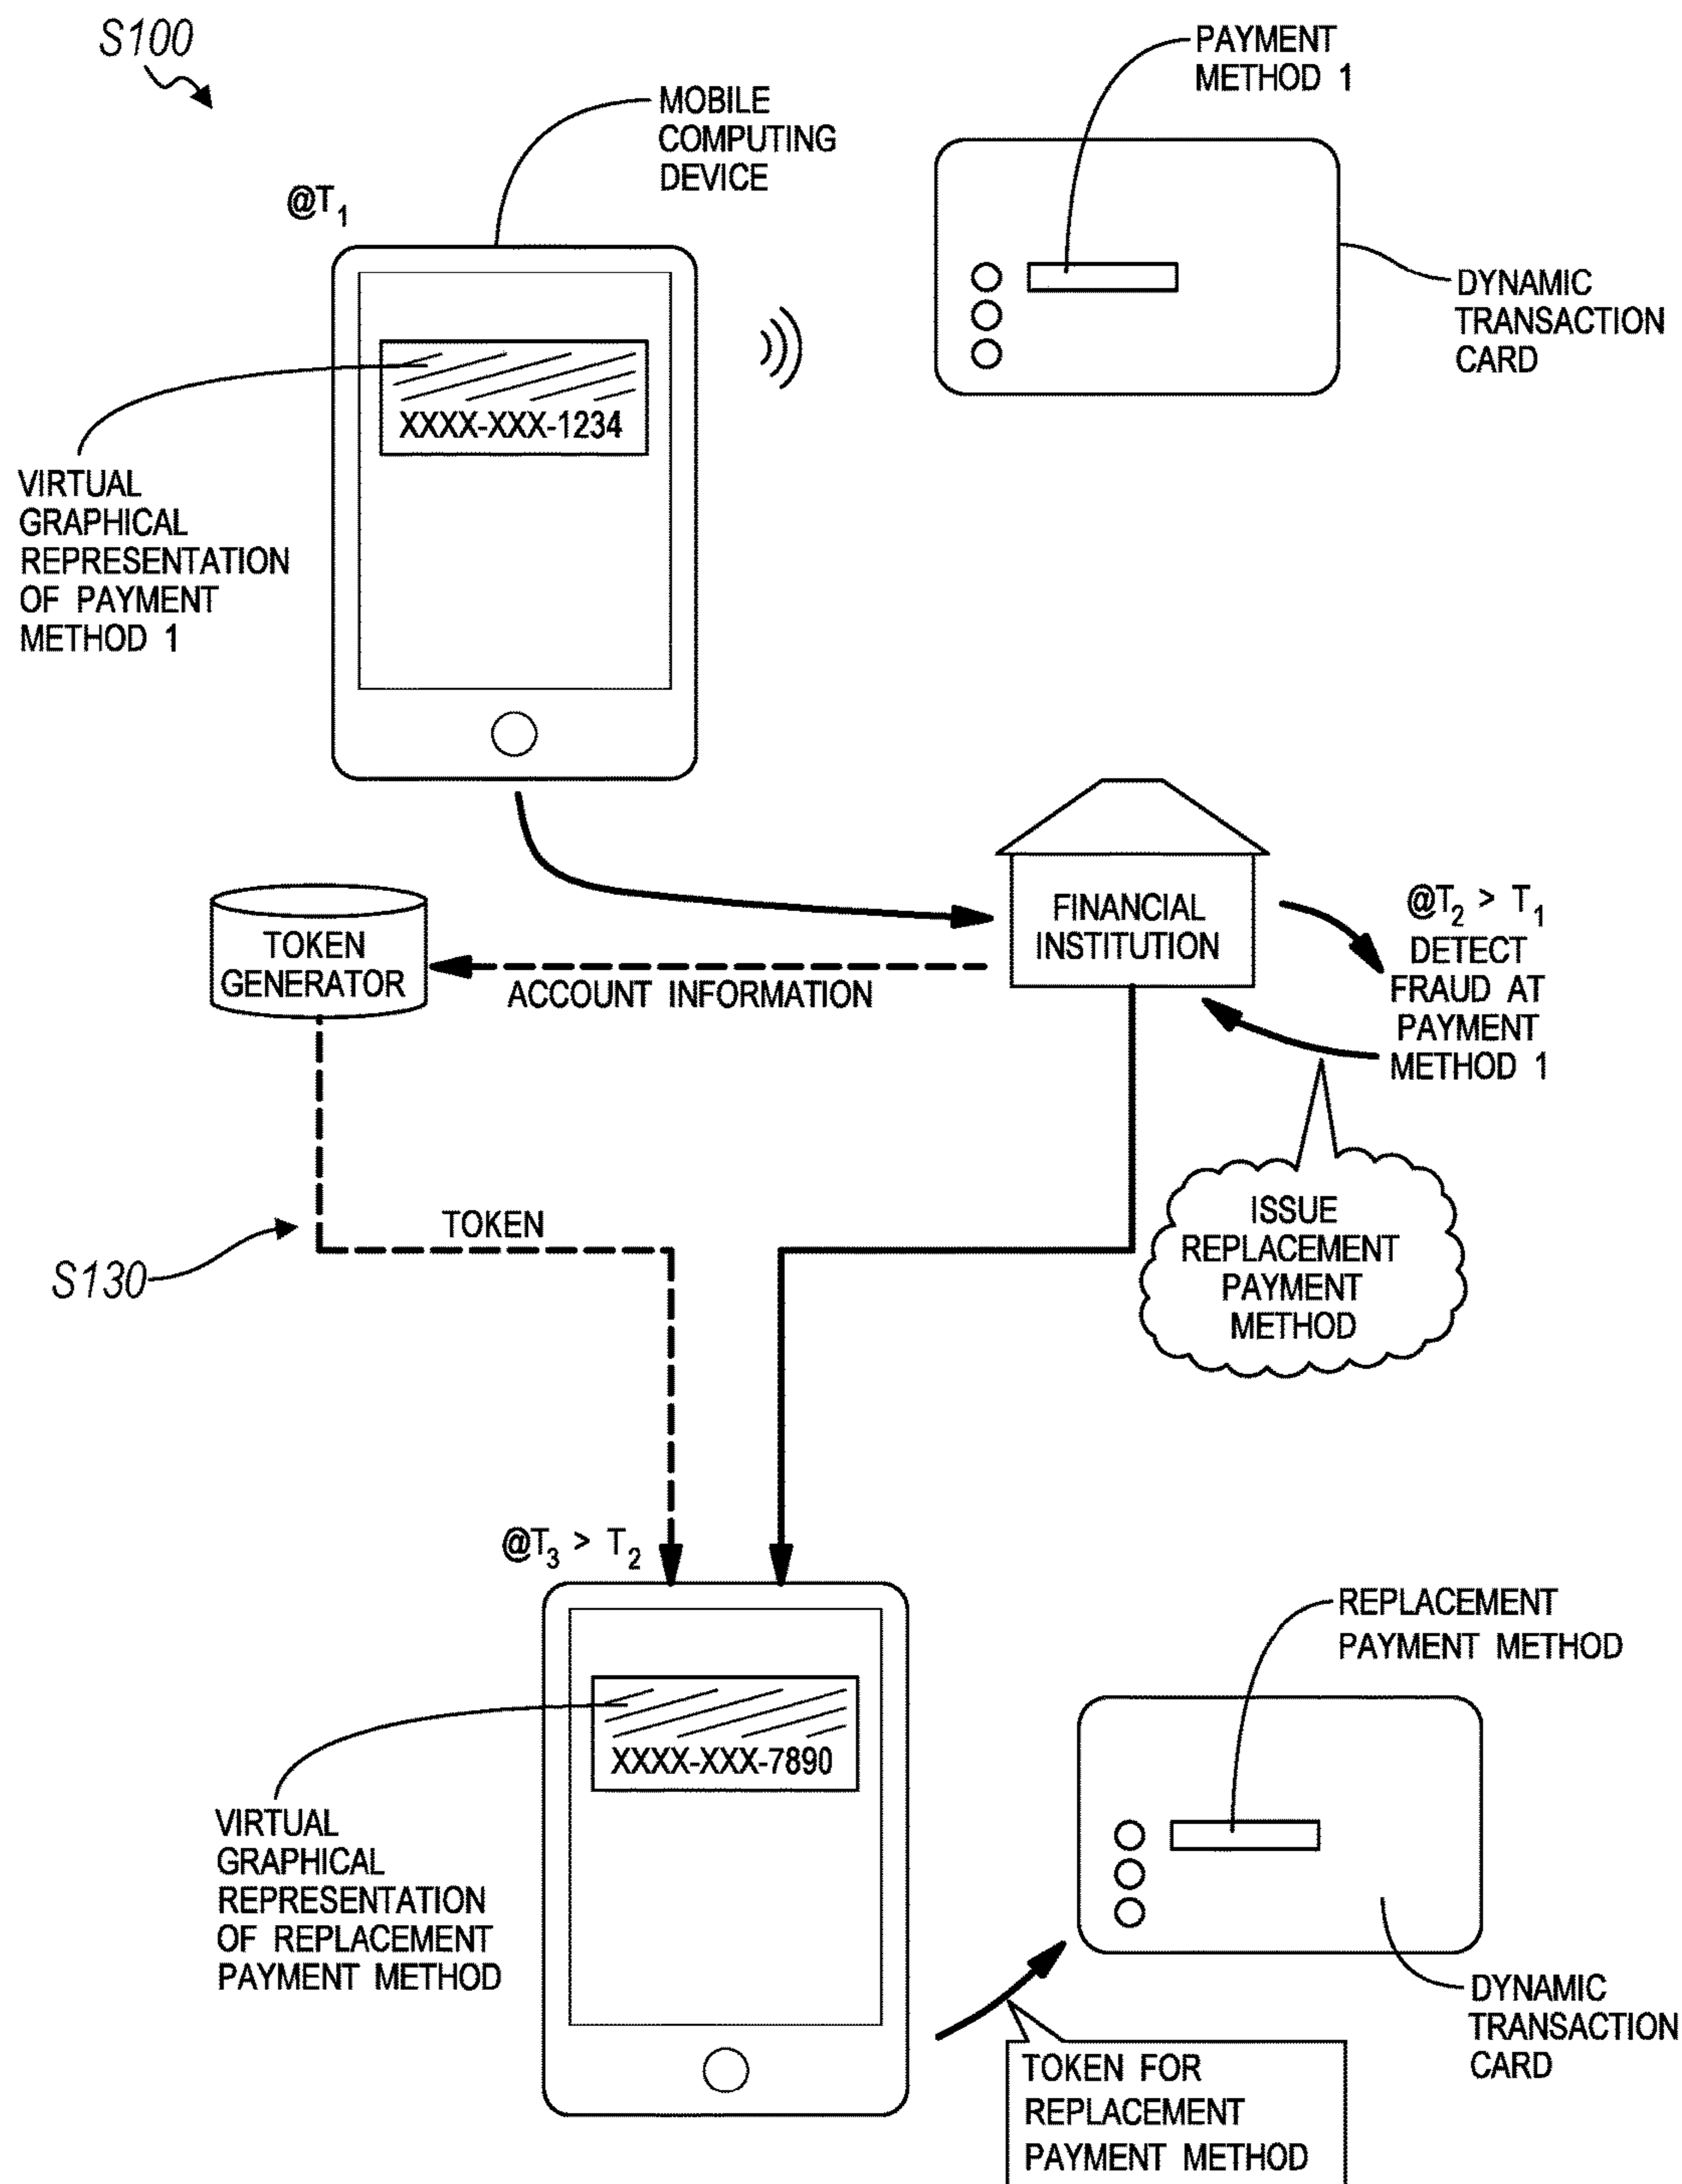 S100
PAYMENT
METHOD 1
MOBILE
COMPUTING
DEVICE
@T1
DYNAMIC
TRANSACTION
CARD
XXXX-XXX-1234
VIRTUAL
GRAPHICAL
REPRESENTATION
OF PAYMENT
METHOD 1
FINANCIAL
INSTITUTION
@T2 > T1
DETECT
FRAUD AT
PAYMENT
METHOD 1
TOKEN
GENERATOR
ACCOUNT INFORMATION
ISSUE
REPLACEMENT
PAYMENT
METHOD
TOKEN
S130
@T3 > T2
REPLACEMENT
PAYMENT METHOD
XXXX-XXX-7890
VIRTUAL
GRAPHICAL
REPRESENTATION
OF REPLACEMENT
PAYMENT METHOD
DYNAMIC
TRANSACTION
CARD
TOKEN FOR
REPLACEMENT
PAYMENT METHOD